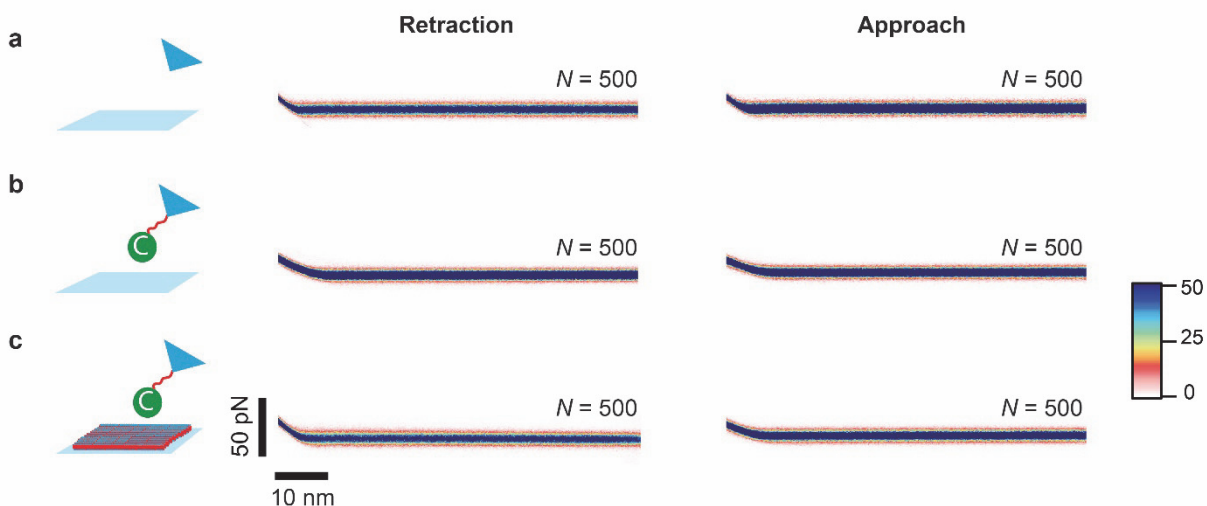 Retraction
Approach
a
N = 500
N = 500
b
C
N = 500
N = 500
50
25
0
c
C
N = 500
N = 500
50 pN
10 nm